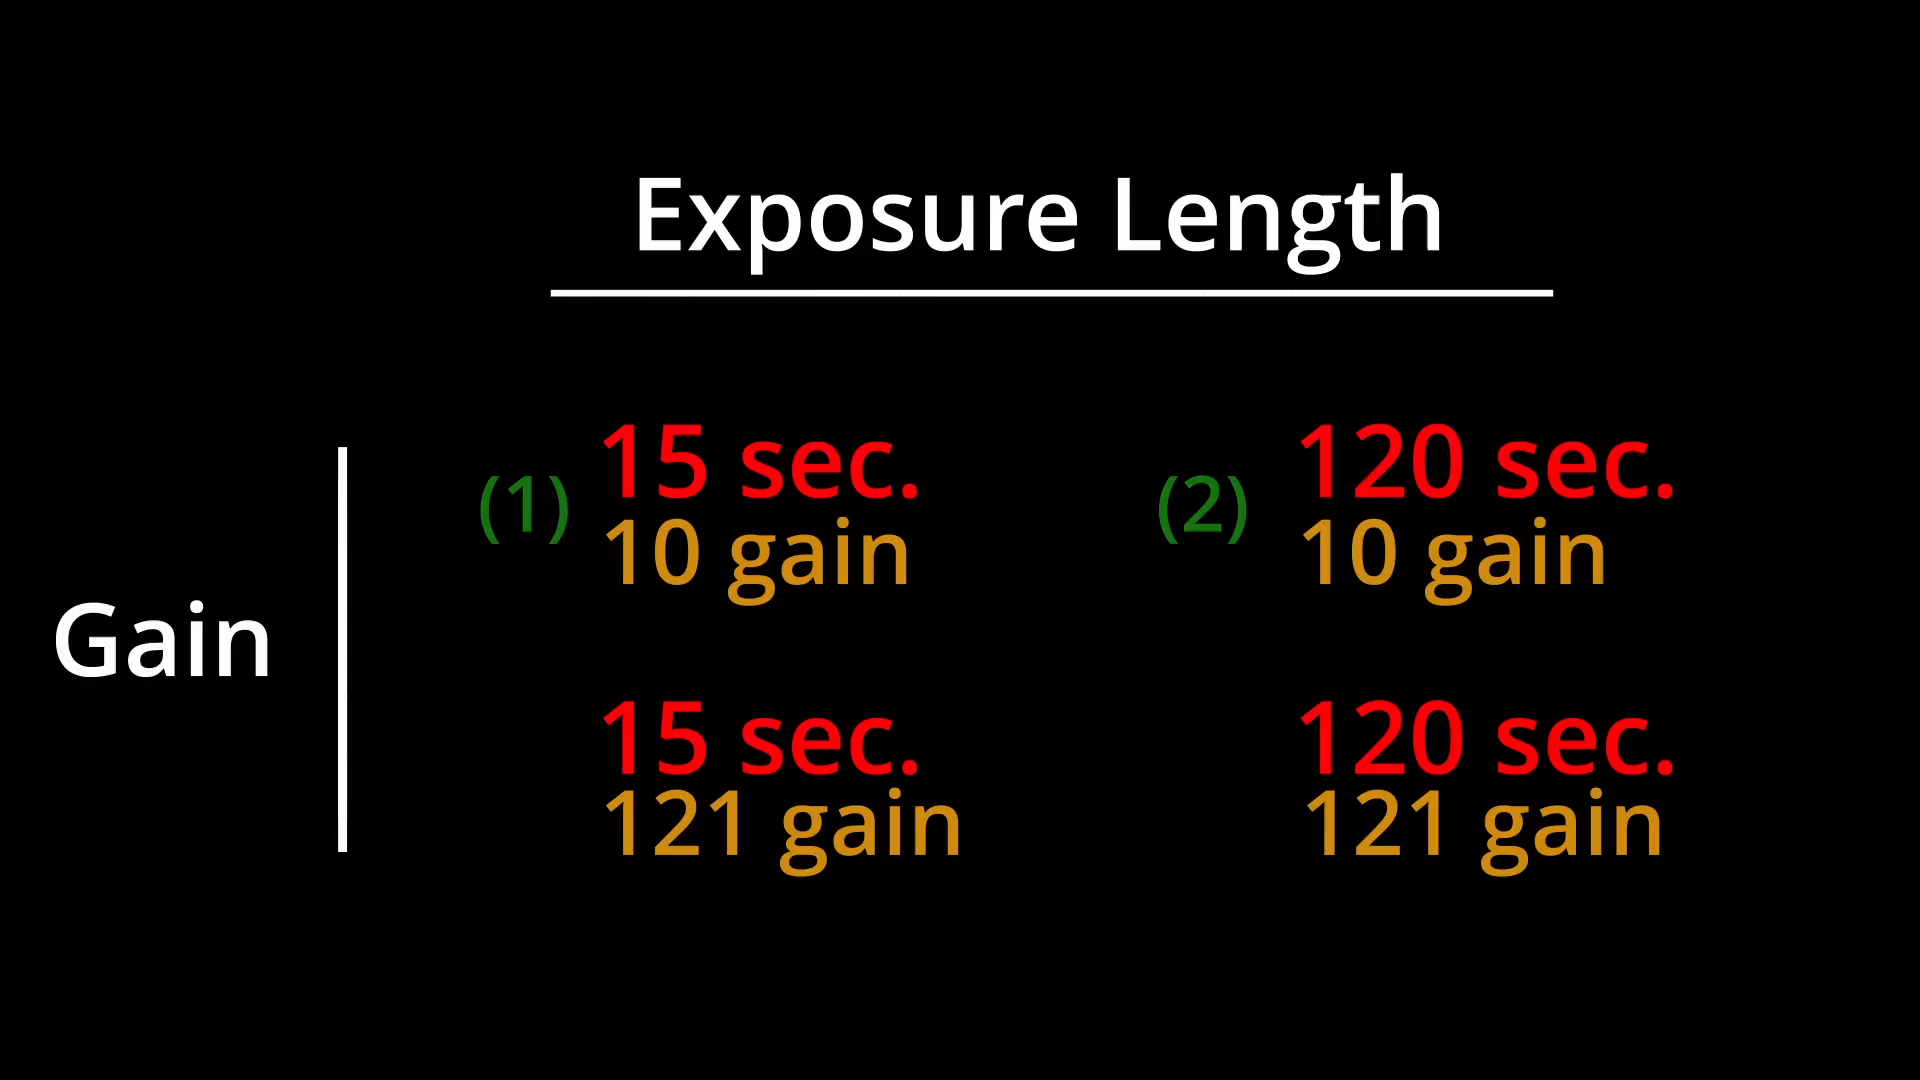 Exposure Length
Gain
(1) 15 sec.
10 gain
(2) 120 sec.
10 gain
15 sec.
121 gain
120 sec.
121 gain